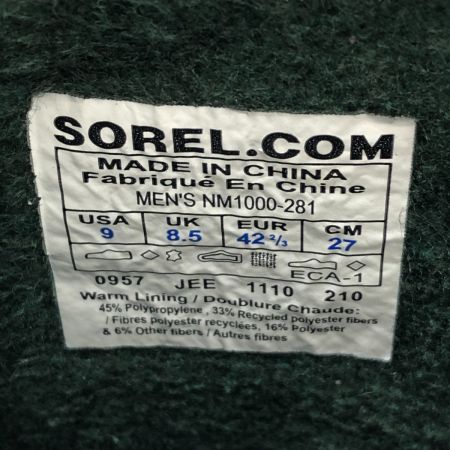 SOREL.COM
MADE IN CHINA
Fabriqué En Chine
MEN'S NM1000-281
USA UK EUR CM
9 8.5 42 2/3 27
ECA-1
0957 JEE 1110 210
Warm Lining / Doublure Chaude:
45% Polypropylene , 33% Recycled polyester fibers
/ Fibres polyester recyclées, 16% Polyester
& 6% Other fibers / Autres fibres